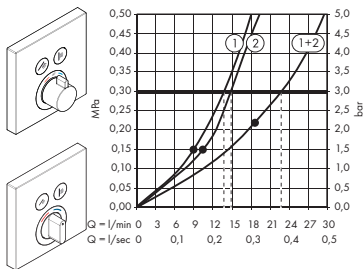 0,50 5,0
0,45 4,5
0,40 4,0
0,35 3,5
0,30 3,0
0,25 2,5
0,20 2,0
0,15 1,5
0,10 1,0
0,05 0,5
0,00 0,0
MPa
bar
1 2 1+2
Q = l/min 0 3 6 9 12 15 18 21 24 27 30
Q = l/sec 0 0,1 0,2 0,3 0,4 0,5